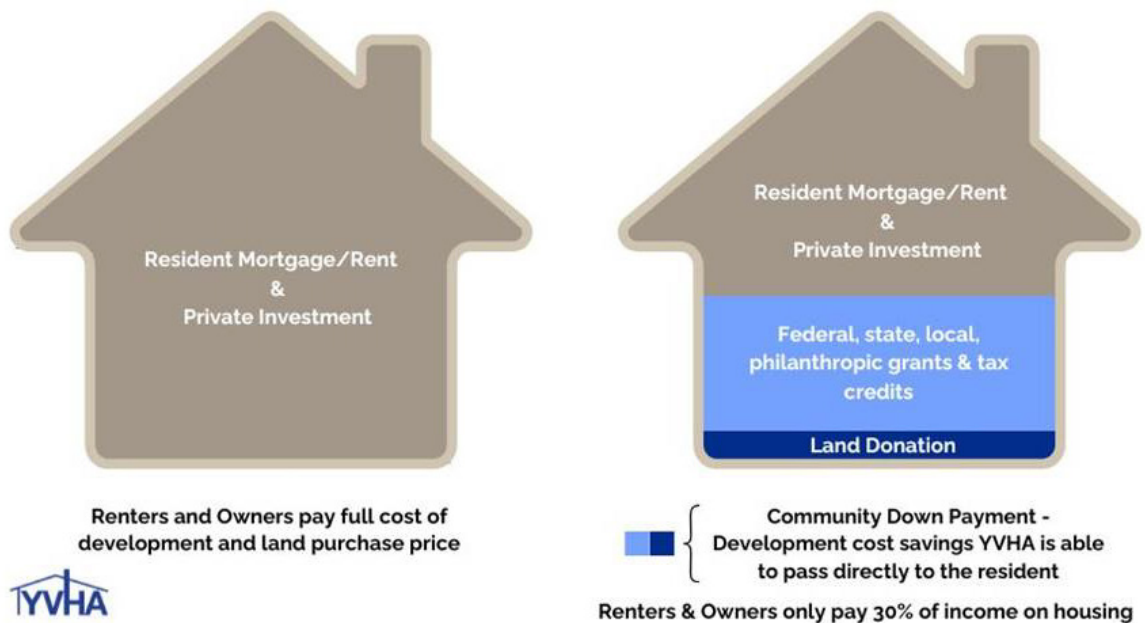 Resident Mortgage/Rent
&
Private Investment
Renters and Owners pay full cost of
development and land purchase price
YVHA
Resident Mortgage/Rent
&
Private Investment
Federal, state, local,
philanthropic grants & tax
credits
Land Donation
Community Down Payment -
Development cost savings YVHA is able
to pass directly to the resident
Renters & Owners only pay 30% of income on housing